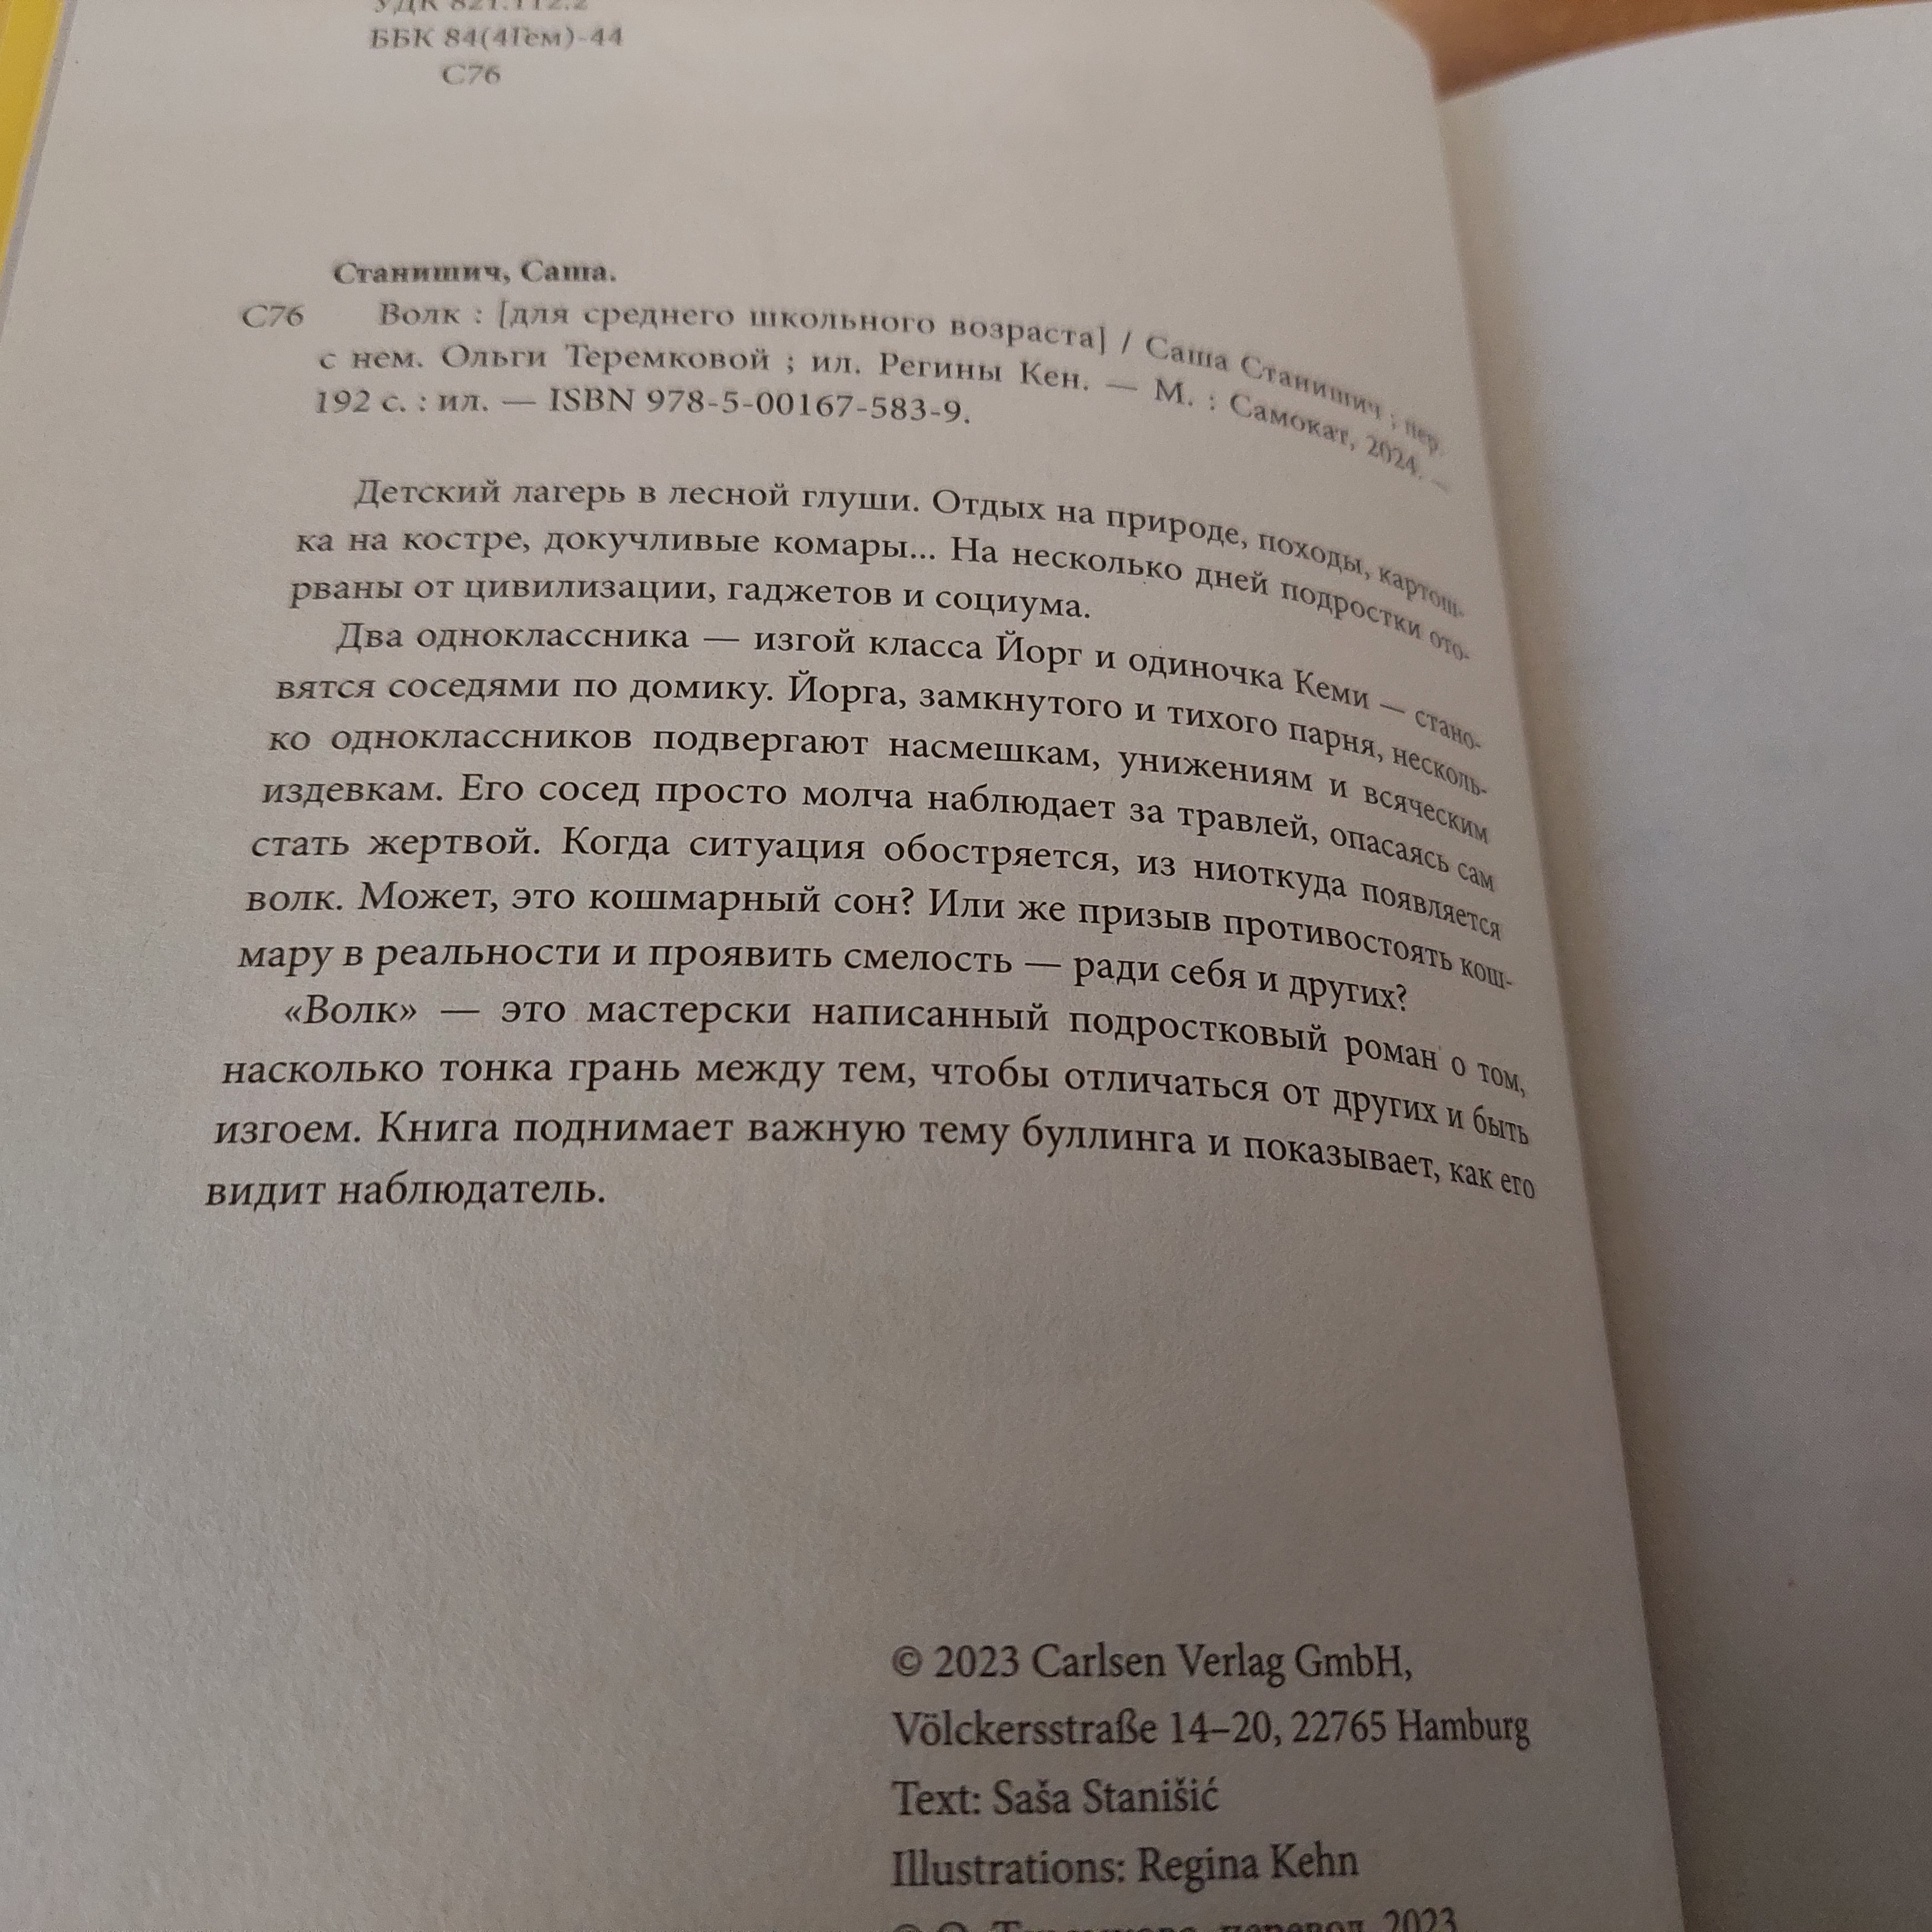 УДК 821.112.2
ББК 84(4Гем)-44
С76
Станишич, Саша.
С76 Волк : [для среднего школьного возраста] / Саша Станишич ; пер.
с нем. Ольги Теремковой ; ил. Регины Кен. — М. : Самокат, 2024. —
192 с. : ил. — ISBN 978-5-00167-583-9.
Детский лагерь в лесной глуши. Отдых на природе, походы, картош-
ка на костре, докучливые комары... На несколько дней подростки ото-
рваны от цивилизации, гаджетов и социума.
Два одноклассника — изгой класса Йорг и одиночка Кеми — стано-
вятся соседями по домику. Йорга, замкнутого и тихого парня, несколь-
ко одноклассников подвергают насмешкам, унижениям и всяческим
издевкам. Его сосед просто молча наблюдает за травлей, опасаясь сам
стать жертвой. Когда ситуация обостряется, из ниоткуда появляется
волк. Может, это кошмарный сон? Или же призыв противостоять кош-
мару в реальности и проявить смелость — ради себя и других?
«Волк» — это мастерски написанный подростковый роман о том,
насколько тонка грань между тем, чтобы отличаться от других и быть
изгоем. Книга поднимает важную тему буллинга и показывает, как его
видит наблюдатель.
© 2023 Carlsen Verlag GmbH,
Völckersstraße 14–20, 22765 Hamburg
Text: Saša Stanišić
Illustrations: Regina Kehn
© О. Теремкова, перевод, 2023